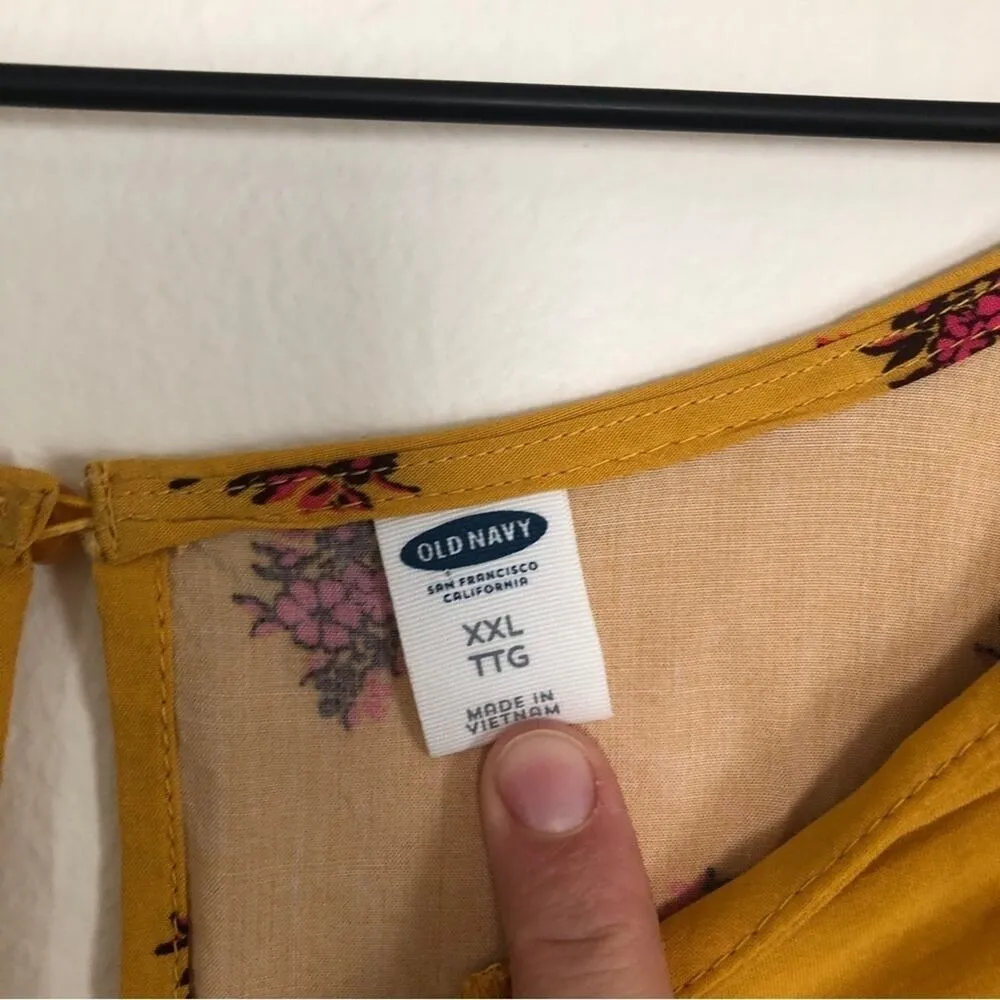 OLD NAVY
SAN FRANCISCO
CALIFORNIA
XXL
TTG
MADE IN
VIETNAM